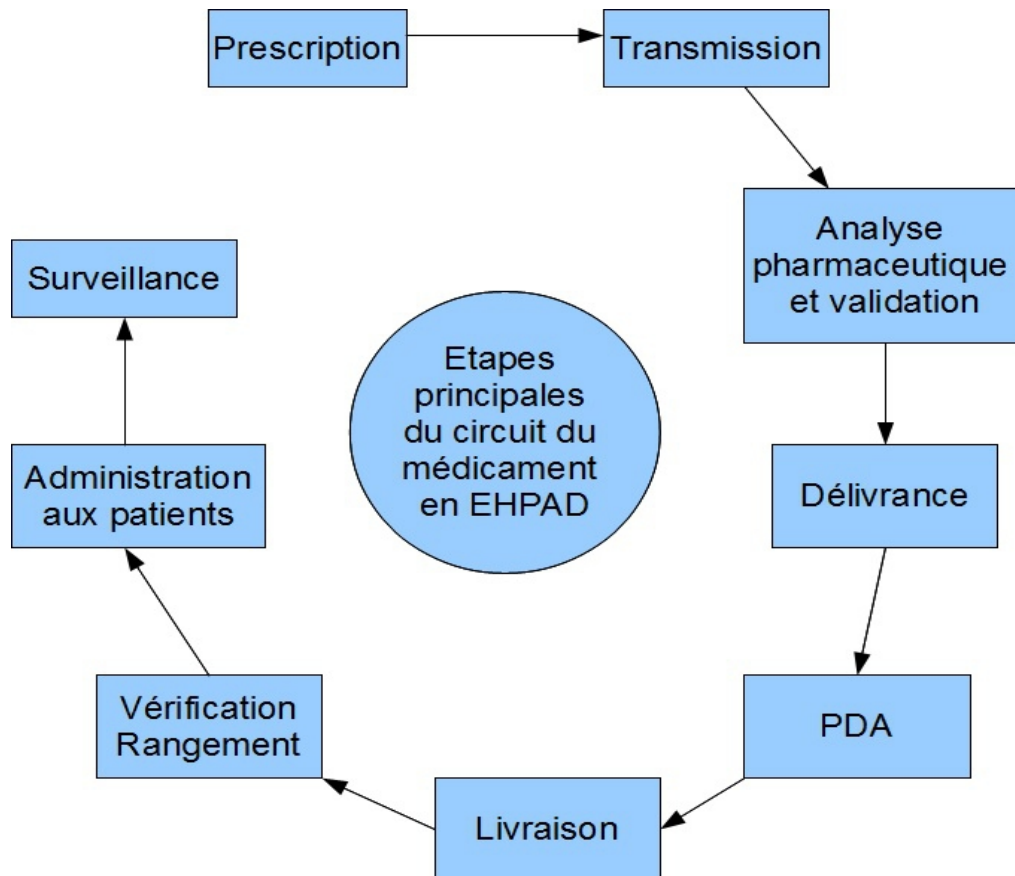 Prescription
Transmission
Analyse
pharmaceutique
et validation
Délivrance
PDA
Livraison
Vérification
Rangement
Administration
aux patients
Surveillance
Etapes
principales
du circuit du
médicament
en EHPAD